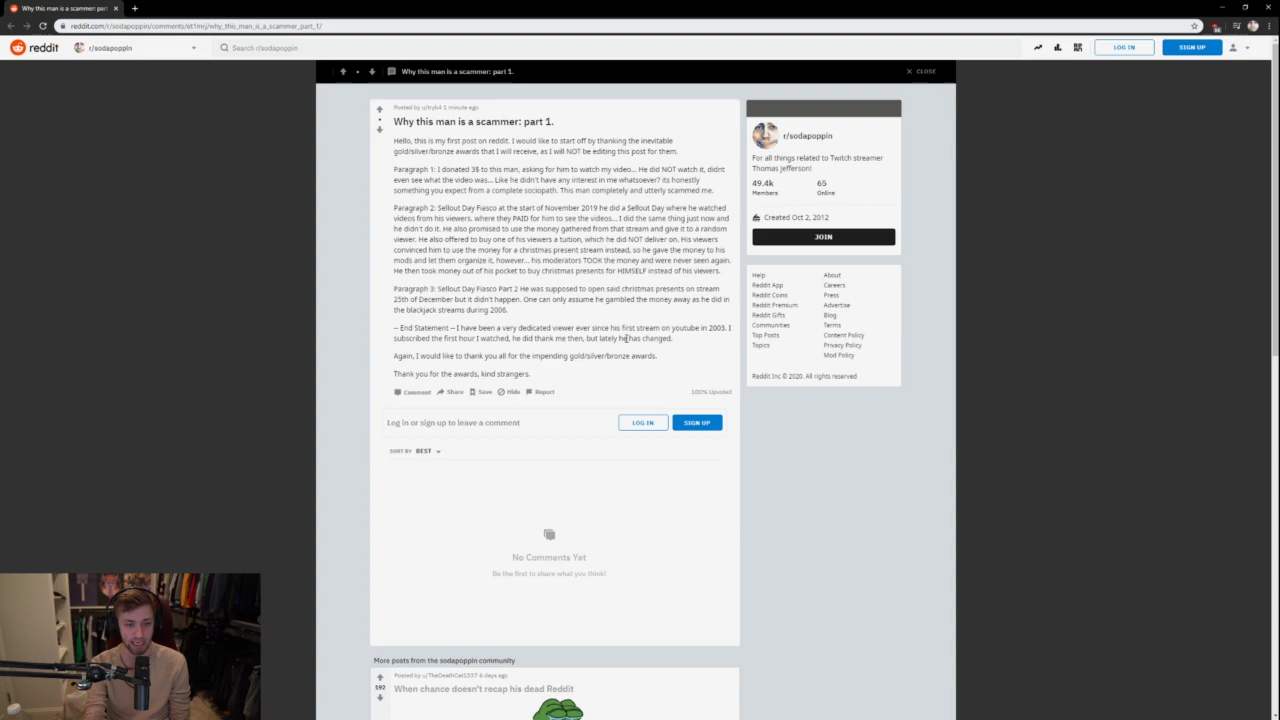 Why this man is a scammer: part
reddit.com/r/sodapoppin/comments/et1mrj/why_this_man_is_a_scammer_part_1/
reddit
r/sodapoppin
Search r/sodapoppin
LOG IN
SIGN UP
Why this man is a scammer: part 1.
CLOSE
Posted by u/tryb4 1 minute ago
Why this man is a scammer: part 1.
Hello, this is my first post on reddit. I would like to start off by thanking the inevitable
gold/silver/bronze awards that I will receive, as I will NOT be editing this post for them.
Paragraph 1: I donated 3$ to this man, asking for him to watch my video... He did NOT watch it, didnt
even see what the video was... Like he didn't have any interest in me whatsoever? its honestly
something you expect from a complete sociopath. This man completely and utterly scammed me.
Paragraph 2: Sellout Day Fiasco at the start of November 2019 he did a Sellout Day where he watched
videos from his viewers, where they PAID for him to see the videos... I did the same thing just now and
he didn't do it. He also promised to use the money gathered from that stream and give it to a random
viewer. He also offered to buy one of his viewers a tuition, which he did NOT deliver on. His viewers
convinced him to use the money for a christmas present stream instead, so he gave the money to his
mods and let them organize it, however... his moderators TOOK the money and were never seen again.
He then took money out of his pocket to buy christmas presents for HIMSELF instead of his viewers.
Paragraph 3: Sellout Day Fiasco Part 2 He was supposed to open said christmas presents on stream
25th of December but it didn't happen. One can only assume he gambled the money away as he did in
the blackjack streams during 2006.
-- End Statement -- I have been a very dedicated viewer ever since his first stream on youtube in 2003. I
subscribed the first hour I watched, he did thank me then, but lately he has changed.
Again, I would like to thank you all for the impending gold/silver/bronze awards.
Thank you for the awards, kind strangers.
Comment Share Save Hide Report 100% Upvoted
Log in or sign up to leave a comment LOG IN SIGN UP
SORT BY BEST
No Comments Yet
Be the first to share what you think!
More posts from the sodapoppin community
Posted by u/TheDeathCat1337 6 days ago
192
When chance doesn't recap his dead Reddit
r/sodapoppin
For all things related to Twitch streamer
Thomas Jefferson!
49.4k 65
Members Online
Created Oct 2, 2012
JOIN
Help About
Reddit App Careers
Reddit Coins Press
Reddit Premium Advertise
Reddit Gifts Blog
Communities Terms
Top Posts Content Policy
Topics Privacy Policy
Mod Policy
Reddit Inc © 2020. All rights reserved